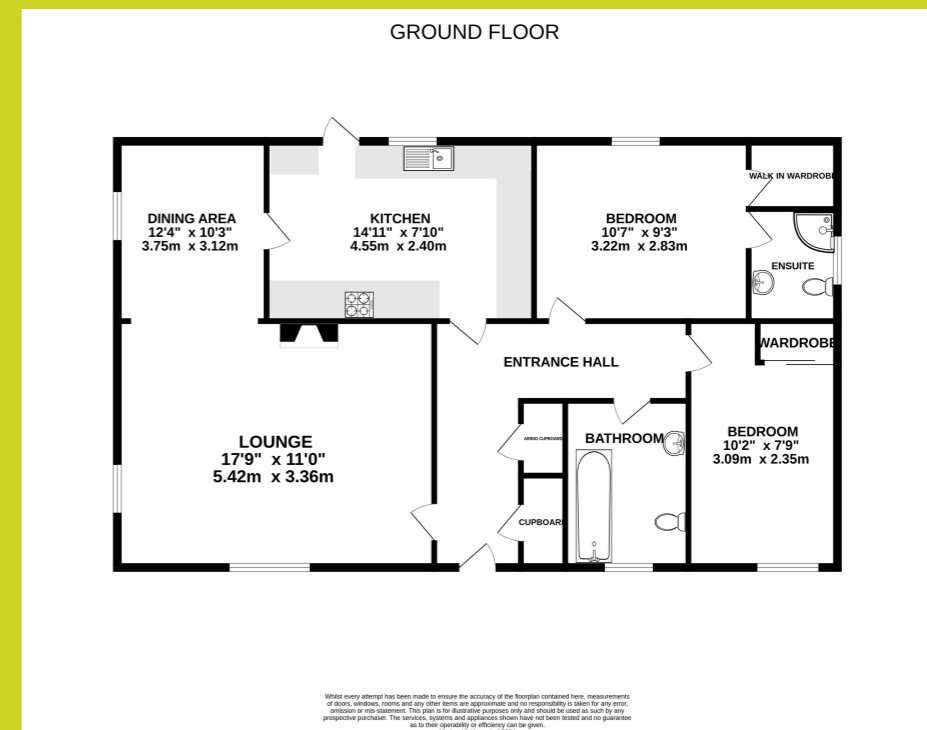 GROUND FLOOR
DINING AREA
12'4" x 10'3"
3.75m x 3.12m
KITCHEN
14'11" x 7'10"
4.55m x 2.40m
BEDROOM
10'7" x 9'3"
3.22m x 2.83m
WALK IN WARDROBE
ENSUITE
WARDROBE
ENTRANCE HALL
LOUNGE
17'9" x 11'0"
5.42m x 3.36m
AIRING CUPBOARD
BATHROOM
BEDROOM
10'2" x 7'9"
3.09m x 2.35m
CUPBOARD
Whilst every attempt has been made to ensure the accuracy of the floorplan contained here, measurements
of doors, windows, rooms and any other items are approximate and no responsibility is taken for any error,
omission or mis-statement. This plan is for illustrative purposes only and should be used as such by any
prospective purchaser. The services, systems and appliances shown have not been tested and no guarantee
as to their operability or efficiency can be given.